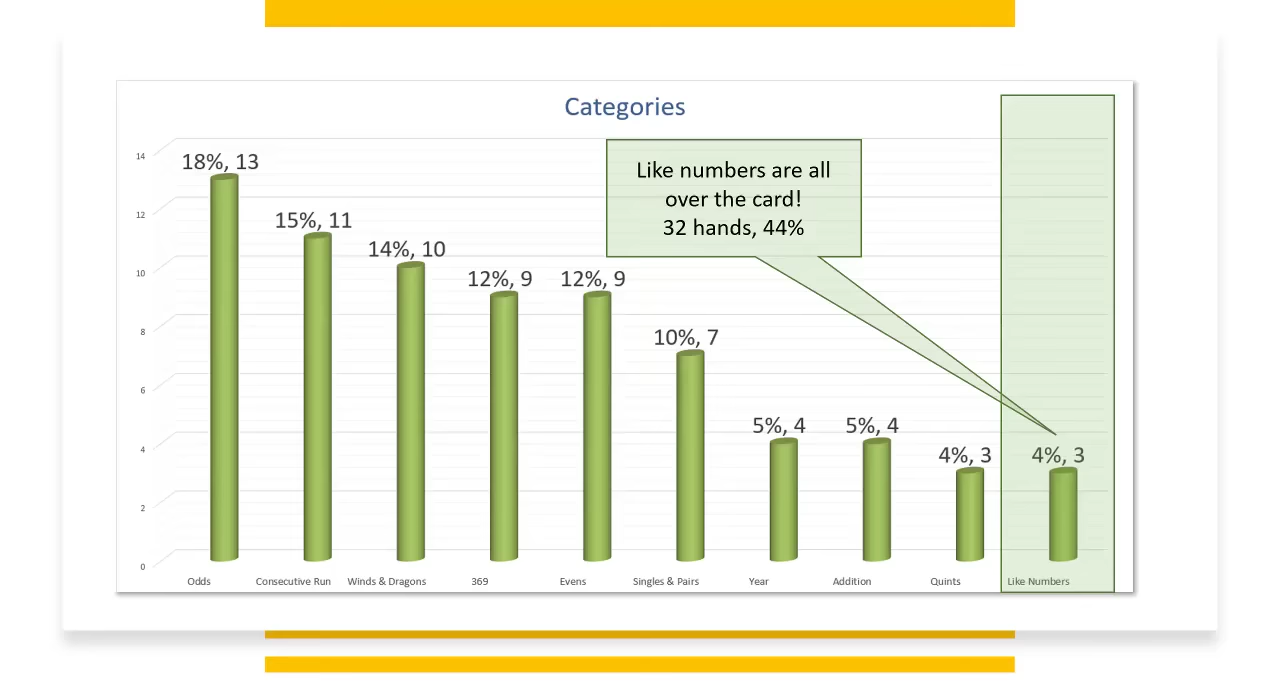 Categories
14
12
10
8
6
4
2
0
18%, 13
15%, 11
14%, 10
12%, 9
12%, 9
10%, 7
5%, 4
5%, 4
4%, 3
4%, 3
Like numbers are all
over the card!
32 hands, 44%
Odds
Consecutive Run
Winds & Dragons
369
Evens
Singles & Pairs
Year
Addition
Quints
Like Numbers